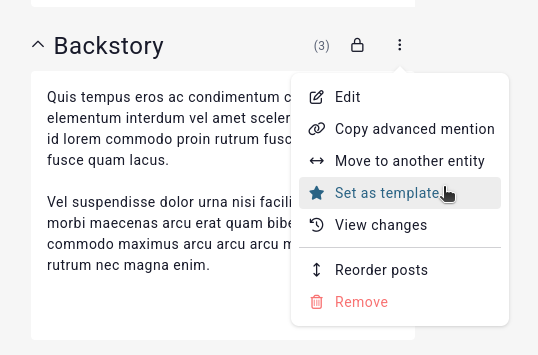 Backstory
(3)
Quis tempus eros ac condimentum c
elementum interdum vel amet sceler
id lorem commodo proin rutrum fusc
fusce quam lacus.
Vel suspendisse dolor urna nisi facili
morbi maecenas arcu erat quam bibe
commodo maximus arcu arcu arcu m
rutrum nec magna enim.
Edit
Copy advanced mention
Move to another entity
Set as template
View changes
Reorder posts
Remove